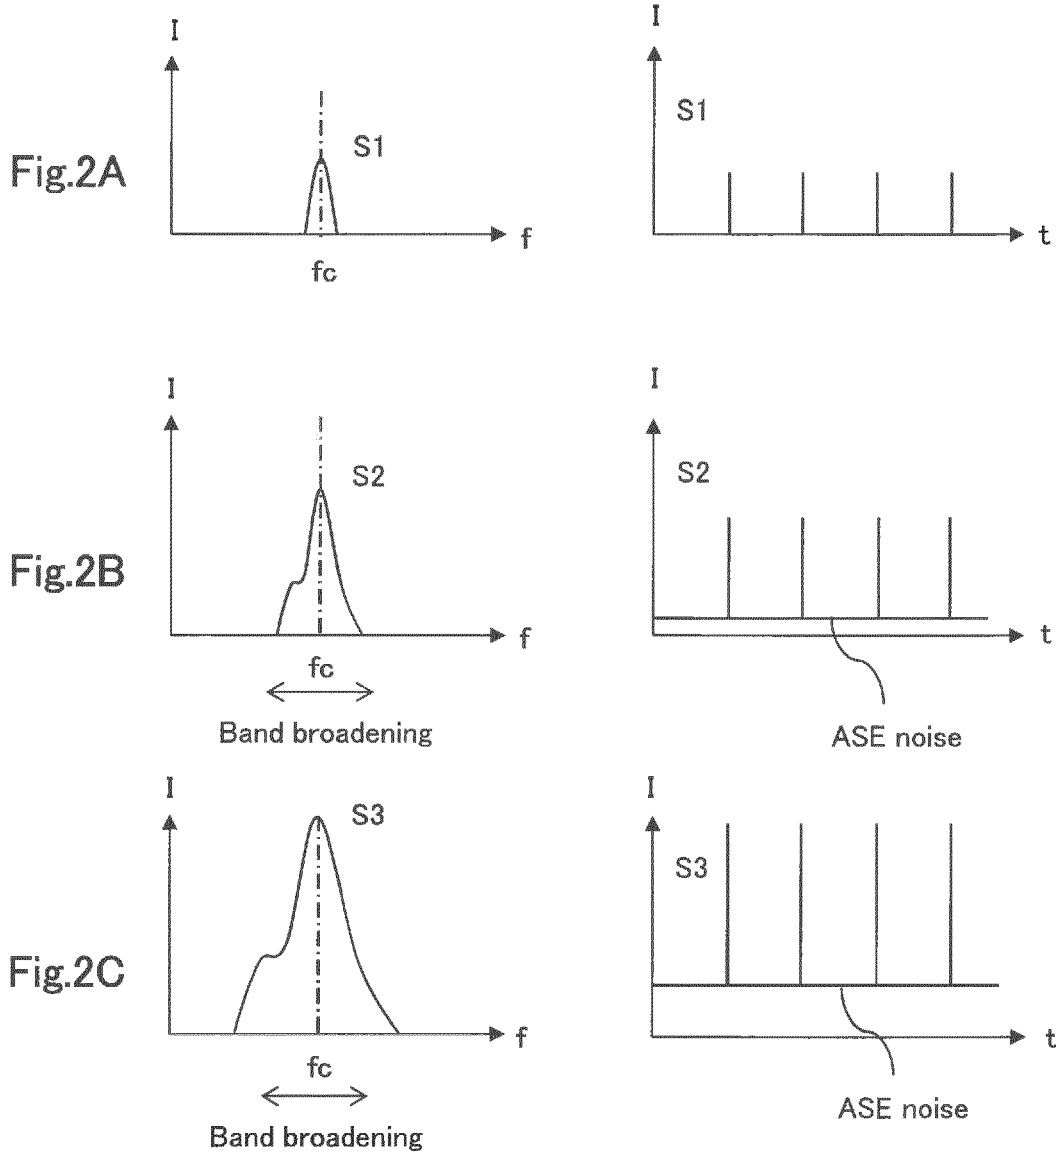 Fig.2A
I
S1
f
fc
I
S1
t
Fig.2B
I
S2
f
fc
Band broadening
I
S2
t
ASE noise
Fig.2C
I
S3
f
fc
Band broadening
I
S3
t
ASE noise